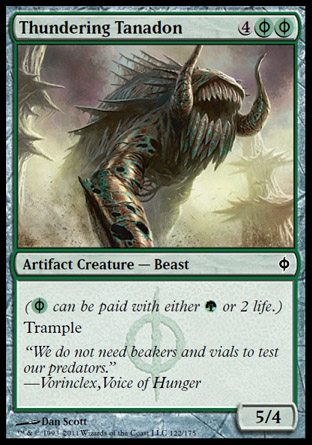 Thundering Tanadon 4
Artifact Creature — Beast
( can be paid with either or 2 life.)
Trample
“We do not need beakers and vials to test
our predators.”
—Vorinclex,Voice of Hunger
Dan Scott
™ & © 1993-2011 Wizards of the Coast LLC 122/175
5/4